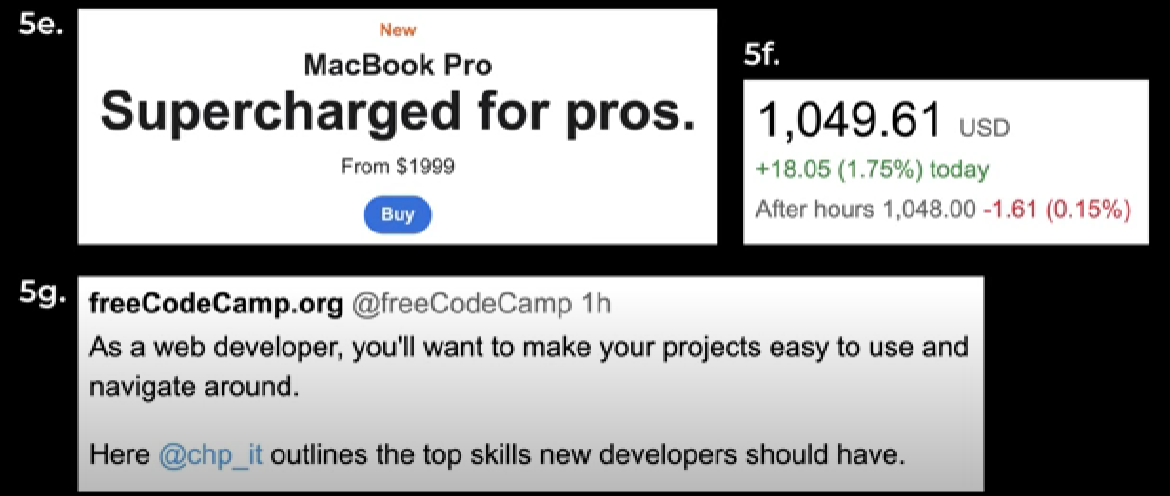 5e.
New
MacBook Pro
Supercharged for pros.
From $1999
Buy
5f.
1,049.61 USD
+18.05 (1.75%) today
After hours 1,048.00 -1.61 (0.15%)
5g.
freeCodeCamp.org @freeCodeCamp 1h
As a web developer, you'll want to make your projects easy to use and
navigate around.
Here @chp_it outlines the top skills new developers should have.